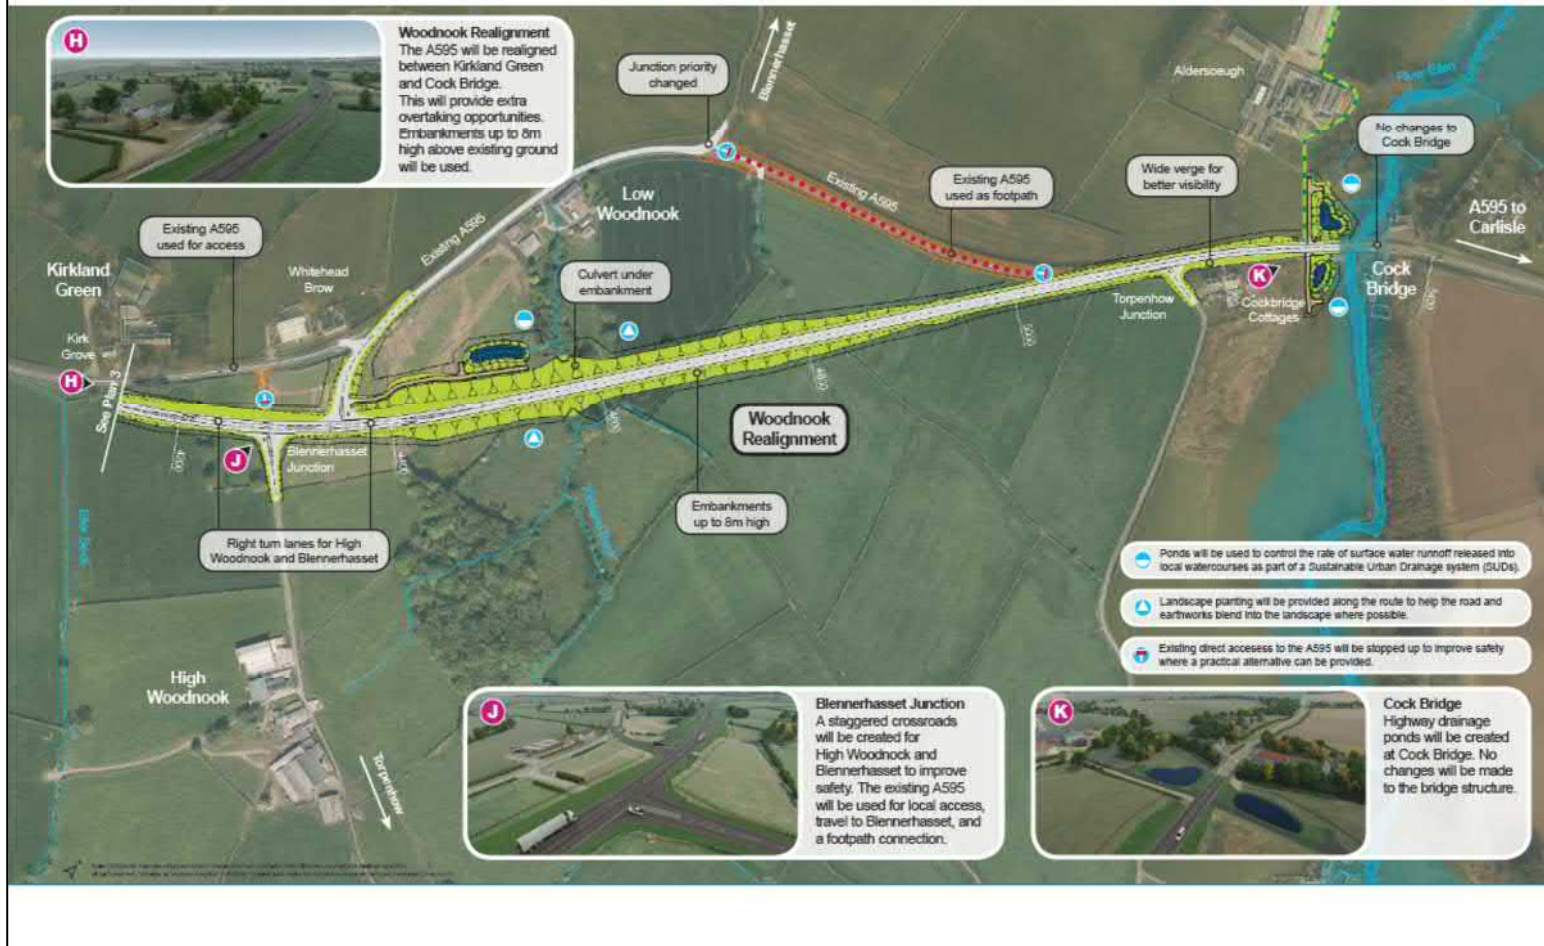 H
Woodnook Realignment
The A595 will be realigned
between Kirkland Green
and Cock Bridge.
This will provide extra
overtaking opportunities.
Embankments up to 8m
high above existing ground
will be used.
Junction priority
changed
Blennerhasset
Aldersceugh
River Ellen
No changes to
Cock Bridge
Existing A595
used for access
Existing A595
Low
Woodnook
Existing A595
Existing A595
used as footpath
Wide verge for
better visibility
A595 to
Carlisle
Kirkland
Green
Whitehead
Brow
Culvert under
embankment
K
Cock
Bridge
Torpenhow
Junction
Cockbridge
Cottages
Kirk
Grove
H
See Plan 3
5000
4800
Woodnook
Realignment
J
Blennerhasset
Junction
4400
Embankments
up to 8m high
Right turn lanes for High
Woodnook and Blennerhasset
Ponds will be used to control the rate of surface water runnoff released into
local watercourses as part of a Sustainable Urban Drainage system (SUDs).
Landscape planting will be provided along the route to help the road and
earthworks blend into the landscape where possible.
Existing direct accesess to the A595 will be stopped up to improve safety
where a practical alternative can be provided.
High
Woodnook
Torpenhow
J
Blennerhasset Junction
A staggered crossroads
will be created for
High Woodnock and
Blennerhasset to improve
safety. The existing A595
will be used for local access,
travel to Blennerhasset, and
a footpath connection.
K
Cock Bridge
Highway drainage
ponds will be created
at Cock Bridge. No
changes will be made
to the bridge structure.